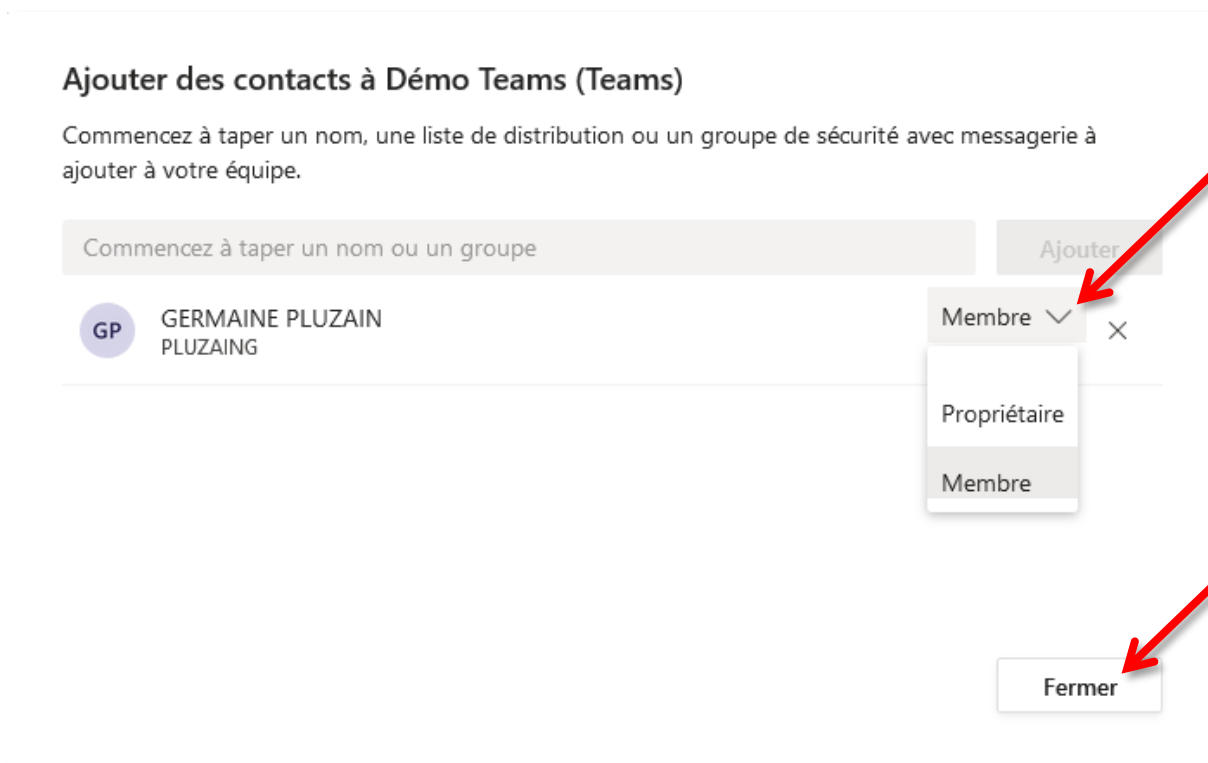 Ajouter des contacts à Démo Teams (Teams)
Commencez à taper un nom, une liste de distribution ou un groupe de sécurité avec messagerie à
ajouter à votre équipe.
Commencez à taper un nom ou un groupe
Ajouter
GP
GERMAINE PLUZAIN
PLUZAING
Membre
Propriétaire
Membre
Fermer